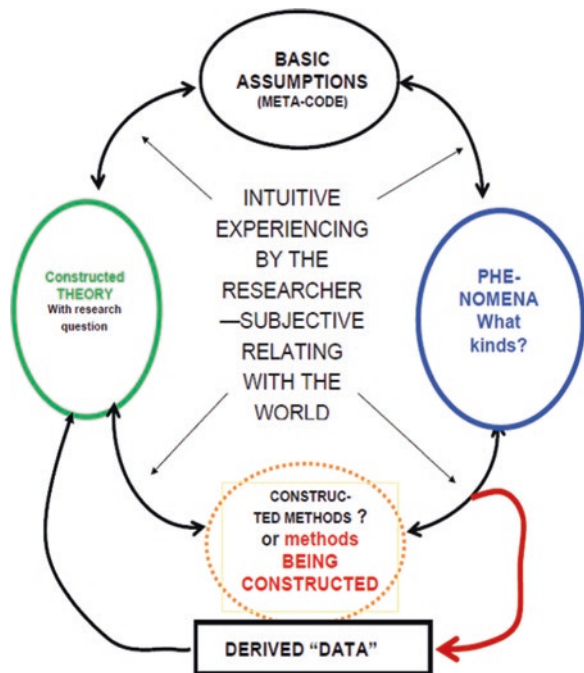 BASIC
ASSUMPTIONS
(META-CODE)
INTUITIVE
EXPERIENCING
BY THE
RESEARCHER
—SUBJECTIVE
RELATING
WITH THE
WORLD
Constructed
THEORY
With research
question
PHE-
NOMENA
What
kinds?
CONSTRUC-
TED METHODS ?
or methods
BEING
CONSTRUCTED
DERIVED “DATA”